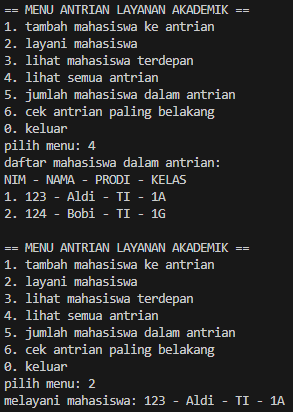 == MENU ANTRIAN LAYANAN AKADEMIK ==
1. tambah mahasiswa ke antrian
2. layani mahasiswa
3. lihat mahasiswa terdepan
4. lihat semua antrian
5. jumlah mahasiswa dalam antrian
6. cek antrian paling belakang
0. keluar
pilih menu: 4
daftar mahasiswa dalam antrian:
NIM - NAMA - PRODI - KELAS
1. 123 - Aldi - TI - 1A
2. 124 - Bobi - TI - 1G

== MENU ANTRIAN LAYANAN AKADEMIK ==
1. tambah mahasiswa ke antrian
2. layani mahasiswa
3. lihat mahasiswa terdepan
4. lihat semua antrian
5. jumlah mahasiswa dalam antrian
6. cek antrian paling belakang
0. keluar
pilih menu: 2
melayani mahasiswa: 123 - Aldi - TI - 1A